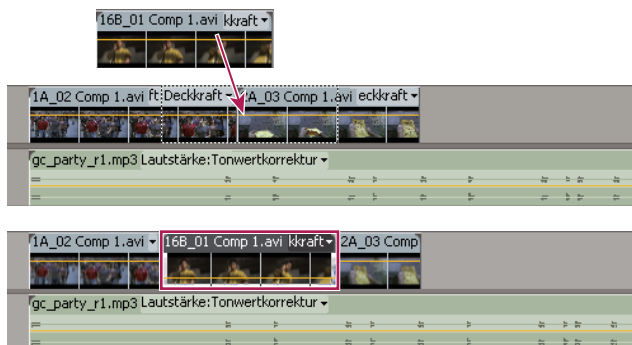 16B_01 Comp 1.avi kkraft
1A_02 Comp 1.avi ft:Deckkraft 2A_03 Comp 1.avi eckkraft
gc_party_r1.mp3 Lautstärke:Tonwertkorrektur
1A_02 Comp 1.avi 16B_01 Comp 1.avi kkraft 2A_03 Comp
gc_party_r1.mp3 Lautstärke:Tonwertkorrektur